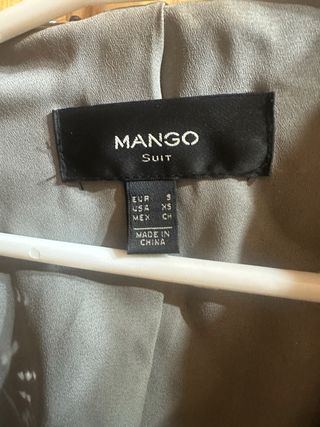 MANGO
SUIT
EUR S
USA XS
MEX CH
MADE IN
CHINA